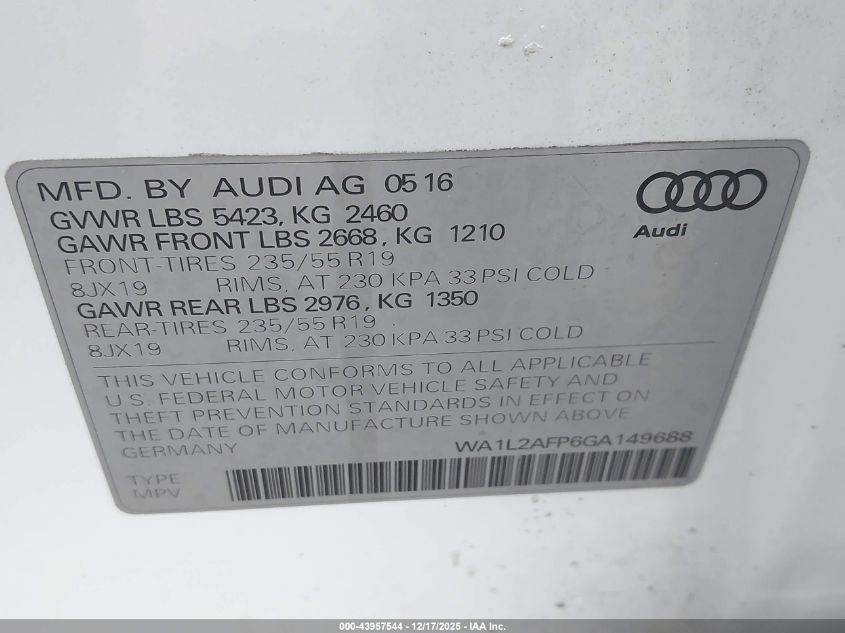 MFD. BY AUDI AG 05 16
GVWR LBS 5423, KG 2460
GAWR FRONT LBS 2668, KG 1210
FRONT-TIRES 235/55 R19
8JX19 RIMS, AT 230 KPA 33 PSI COLD
GAWR REAR LBS 2976, KG 1350
REAR-TIRES 235/55 R19
8JX19 RIMS, AT 230 KPA 33 PSI COLD
Audi
THIS VEHICLE CONFORMS TO ALL APPLICABLE
U.S. FEDERAL MOTOR VEHICLE SAFETY AND
THEFT PREVENTION STANDARDS IN EFFECT ON
THE DATE OF MANUFACTURE SHOWN ABOVE
GERMANY WA1L2AFP6GA149688
TYPE
MPV
000-43957544 - 12/17/2025 - IAA Inc.